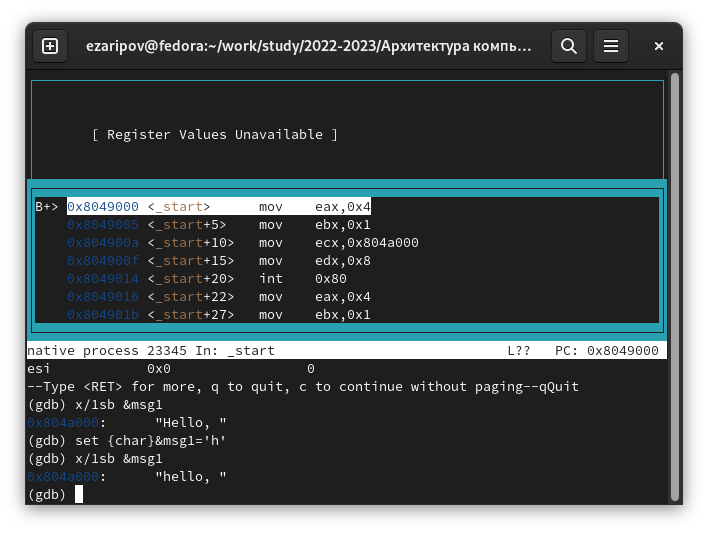 ezaripov@fedora:~/work/study/2022-2023/Архитектура компь…
[ Register Values Unavailable ]
B+> 0x8049000 <_start> mov eax,0x4
0x8049005 <_start+5> mov ebx,0x1
0x804900a <_start+10> mov ecx,0x804a000
0x804900f <_start+15> mov edx,0x8
0x8049014 <_start+20> int 0x80
0x8049016 <_start+22> mov eax,0x4
0x804901b <_start+27> mov ebx,0x1
native process 23345 In: _start L?? PC: 0x8049000
esi 0x0 0
--Type <RET> for more, q to quit, c to continue without paging--qQuit
(gdb) x/1sb &msg1
0x804a000: "Hello, "
(gdb) set {char}&msg1='h'
(gdb) x/1sb &msg1
0x804a000: "hello, "
(gdb)